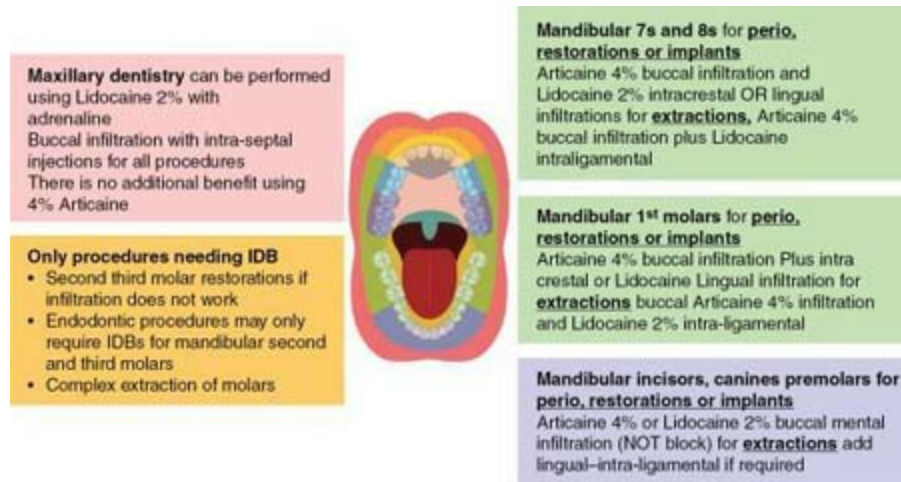 Maxillary dentistry can be performed
using Lidocaine 2% with
adrenaline
Buccal infiltration with intra-septal
injections for all procedures
There is no additional benefit using
4% Articaine
Only procedures needing IDB
• Second third molar restorations if
infiltration does not work
• Endodontic procedures may only
require IDBs for mandibular second
and third molars
• Complex extraction of molars
Mandibular 7s and 8s for perio,
restorations or implants
Articaine 4% buccal infiltration and
Lidocaine 2% intracrestal OR lingual
infiltrations for extractions, Articaine 4%
buccal infiltration plus Lidocaine
intraligamental
Mandibular 1st molars for perio,
restorations or implants
Articaine 4% buccal infiltration Plus intra
crestal or Lidocaine Lingual infiltration for
extractions buccal Articaine 4% infiltration
and Lidocaine 2% intra-ligamental
Mandibular incisors, canines premolars for
perio, restorations or implants
Articaine 4% or Lidocaine 2% buccal mental
infiltration (NOT block) for extractions add
lingual–intra-ligamental if required